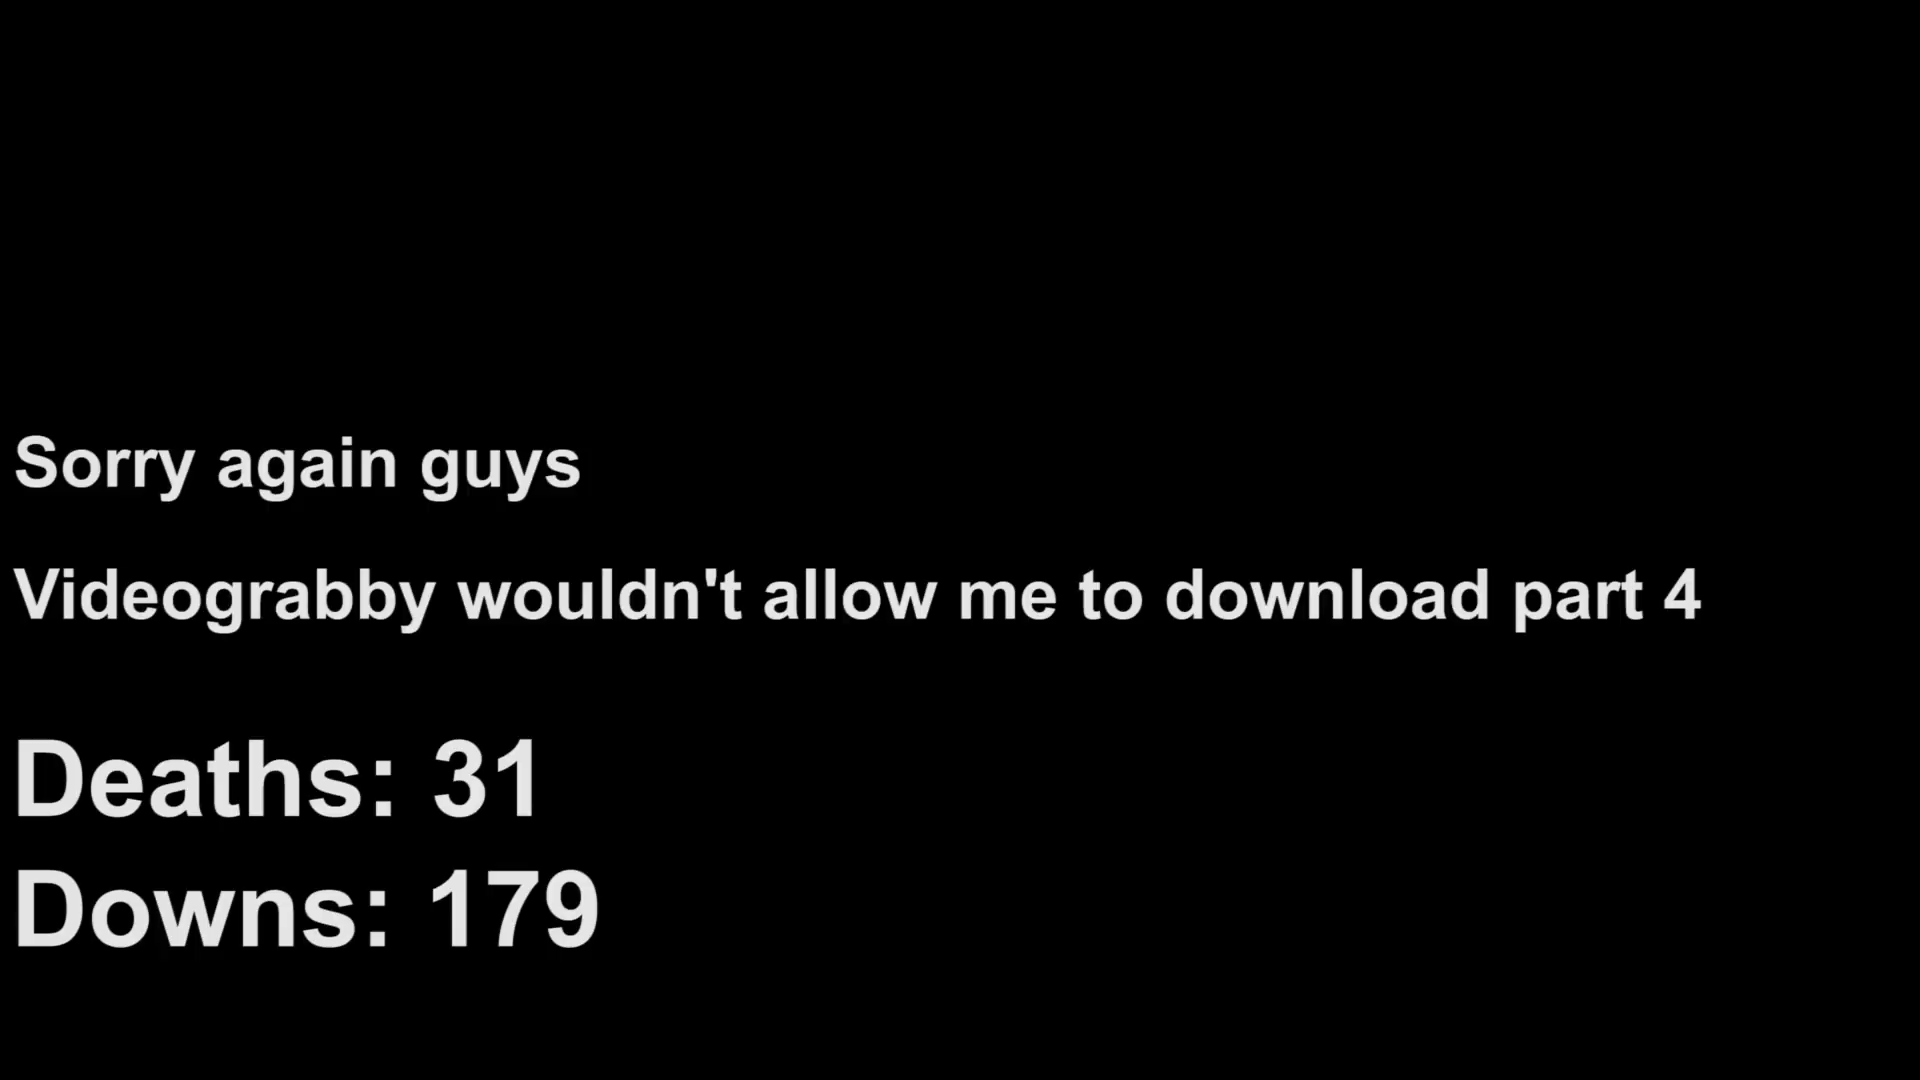 Sorry again guys
Videograbby wouldn't allow me to download part 4
Deaths: 31
Downs: 179